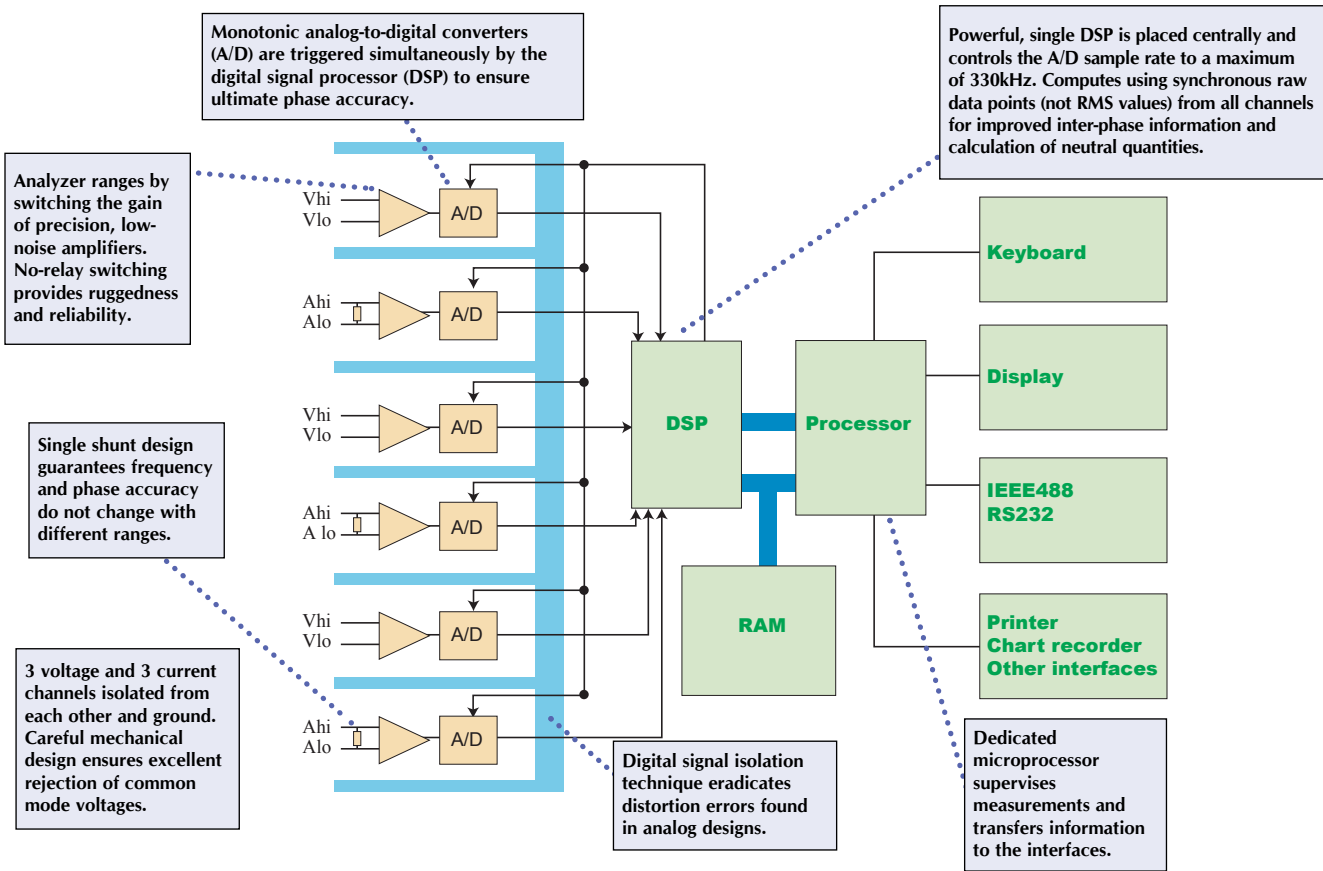 Monotonic analog-to-digital converters
(A/D) are triggered simultaneously by the
digital signal processor (DSP) to ensure
ultimate phase accuracy.
Powerful, single DSP is placed centrally and
controls the A/D sample rate to a maximum
of 330kHz. Computes using synchronous raw
data points (not RMS values) from all channels
for improved inter-phase information and
calculation of neutral quantities.
Analyzer ranges by
switching the gain
of precision, low-
noise amplifiers.
No-relay switching
provides ruggedness
and reliability.
Vhi
Vlo
A/D
Ahi
Alo
A/D
Vhi
Vlo
A/D
Ahi
A lo
A/D
Vhi
Vlo
A/D
Ahi
Alo
A/D
DSP
Processor
RAM
Keyboard
Display
IEEE488
RS232
Printer
Chart recorder
Other interfaces
Single shunt design
guarantees frequency
and phase accuracy
do not change with
different ranges.
3 voltage and 3 current
channels isolated from
each other and ground.
Careful mechanical
design ensures excellent
rejection of common
mode voltages.
Digital signal isolation
technique eradicates
distortion errors found
in analog designs.
Dedicated
microprocessor
supervises
measurements and
transfers information
to the interfaces.